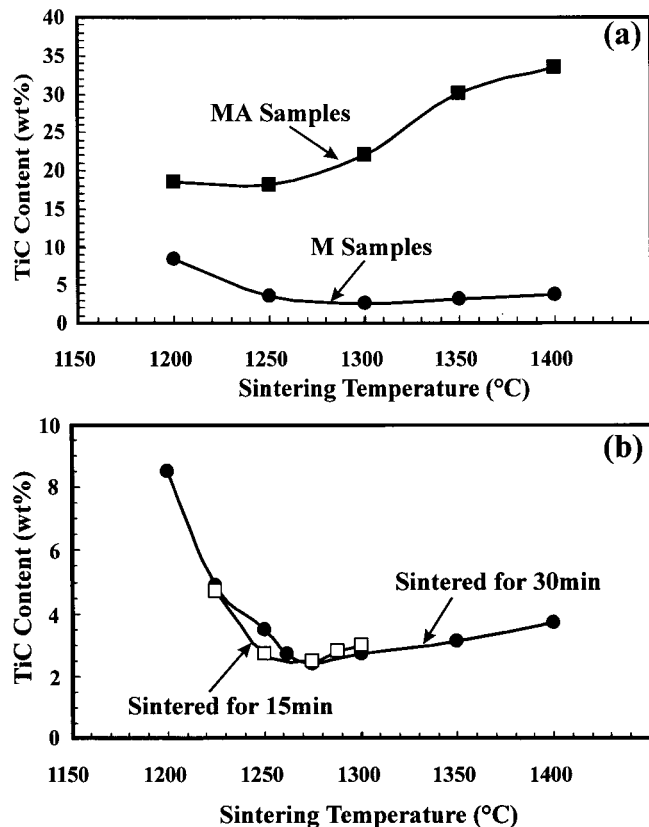 (a)
TiC Content (wt%)
40
35
30
25
20
15
10
5
0
MA Samples
M Samples
1150 1200 1250 1300 1350 1400
Sintering Temperature (°C)
(b)
TiC Content (wt%)
10
8
6
4
2
0
Sintered for 30min
Sintered for 15min
1150 1200 1250 1300 1350 1400
Sintering Temperature (°C)